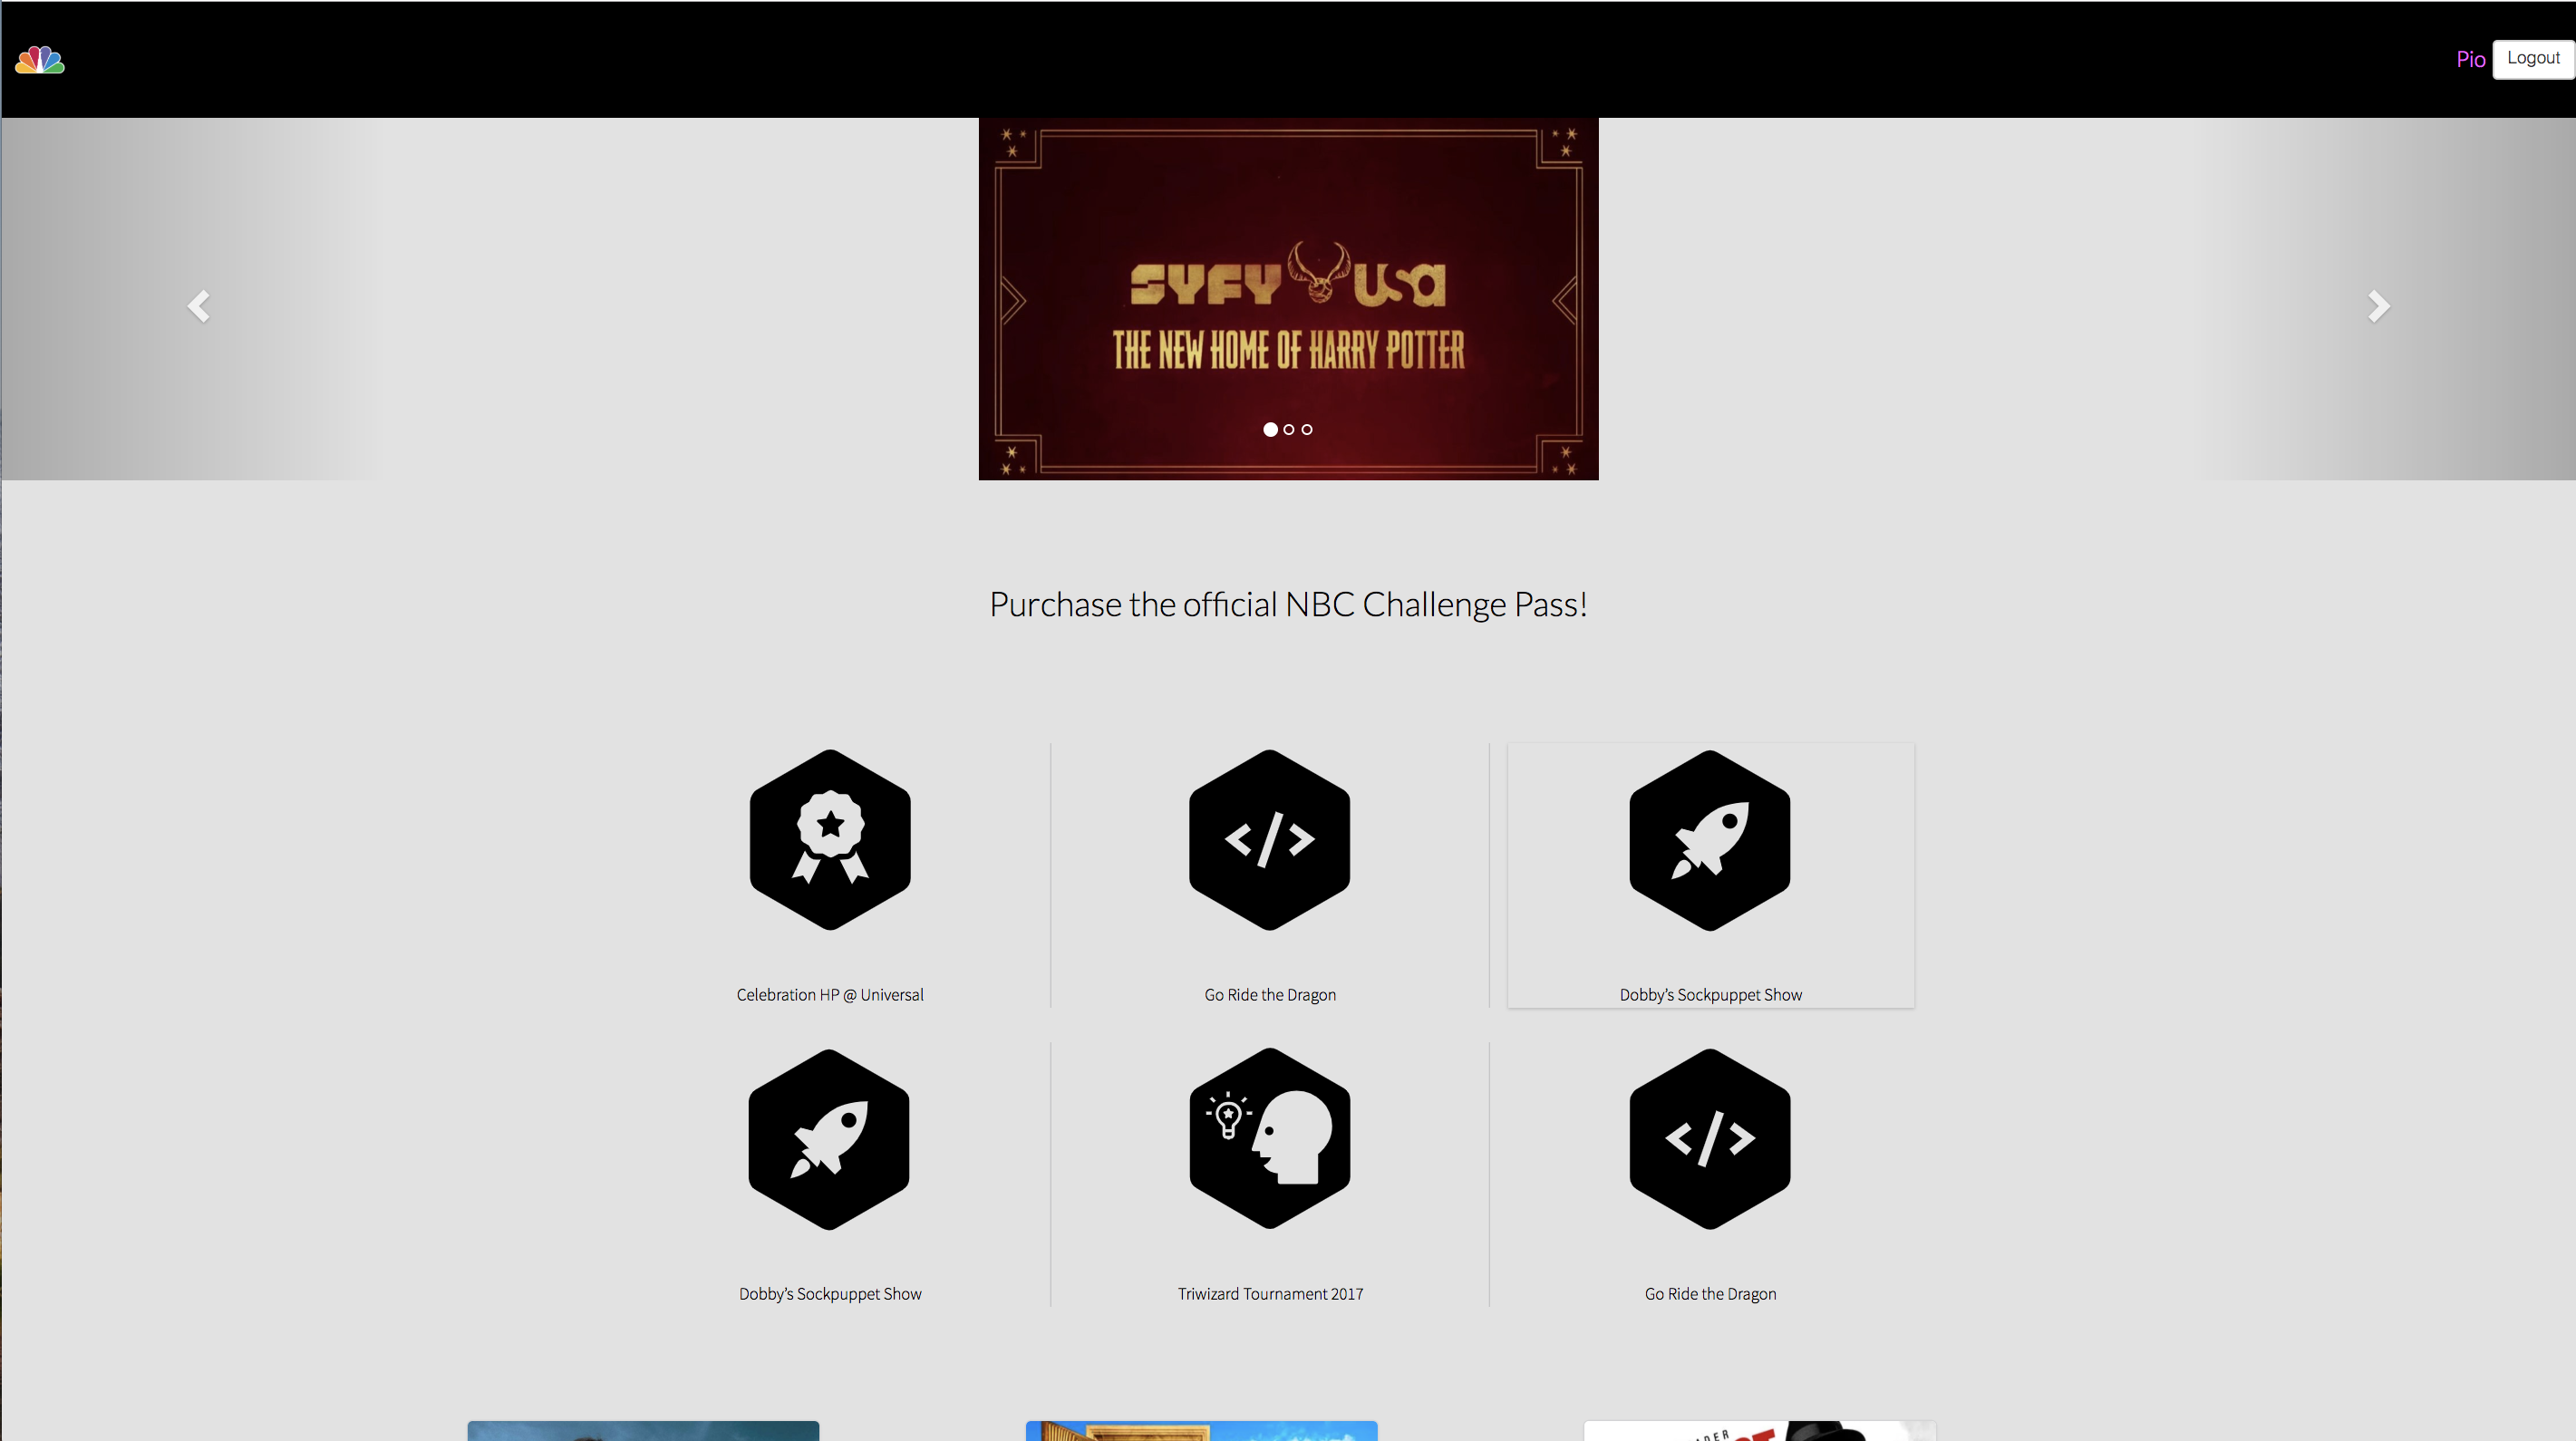 Pio
Logout
SYFY USA
THE NEW HOME OF HARRY POTTER
Purchase the official NBC Challenge Pass!
Celebration HP @ Universal
Go Ride the Dragon
Dobby’s Sockpuppet Show
Dobby’s Sockpuppet Show
Triwizard Tournament 2017
Go Ride the Dragon